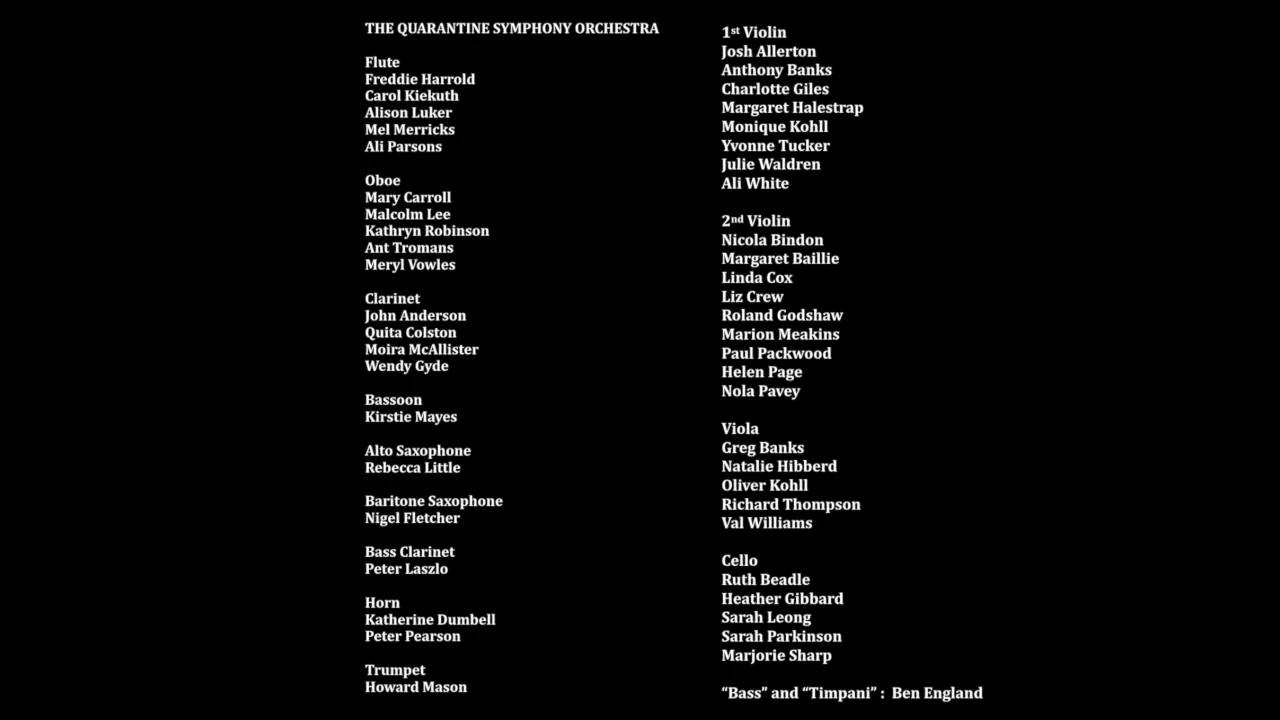 THE QUARANTINE SYMPHONY ORCHESTRA
Flute
Freddie Harrold
Carol Kiekuth
Alison Luker
Mel Merricks
Ali Parsons
Oboe
Mary Carroll
Malcolm Lee
Kathryn Robinson
Ant Tromans
Meryl Vowles
Clarinet
John Anderson
Quita Colston
Moira McAllister
Wendy Gyde
Bassoon
Kirstie Mayes
Alto Saxophone
Rebecca Little
Baritone Saxophone
Nigel Fletcher
Bass Clarinet
Peter Laszlo
Horn
Katherine Dumbell
Peter Pearson
Trumpet
Howard Mason
1st Violin
Josh Allerton
Anthony Banks
Charlotte Giles
Margaret Halestrap
Monique Kohll
Yvonne Tucker
Julie Waldren
Ali White
2nd Violin
Nicola Bindon
Margaret Baillie
Linda Cox
Liz Crew
Roland Godshaw
Marion Meakins
Paul Packwood
Helen Page
Nola Pavey
Viola
Greg Banks
Natalie Hibberd
Oliver Kohll
Richard Thompson
Val Williams
Cello
Ruth Beadle
Heather Gibbard
Sarah Leong
Sarah Parkinson
Marjorie Sharp
“Bass” and “Timpani” :  Ben England